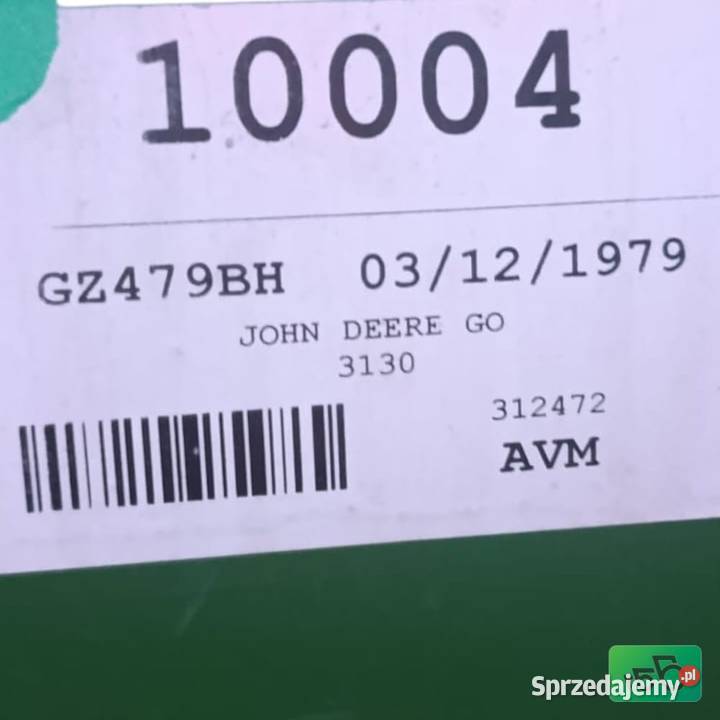 10004
GZ479BH 03/12/1979
JOHN DEERE GO
3130
312472
AVM
Sprzedajemy.pl